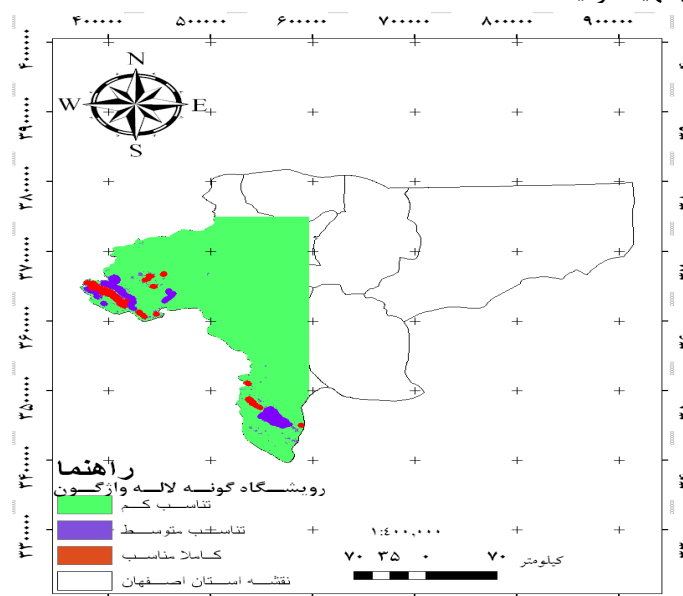 ۴۰۰۰۰۰ ۵۰۰۰۰۰ ۶۰۰۰۰۰ ۷۰۰۰۰۰ ۸۰۰۰۰۰ ۹۰۰۰۰۰
N
W E
S
۴۰۰۰۰۰۰
۳۹۰۰۰۰۰
۳۸۰۰۰۰۰
۳۷۰۰۰۰۰
۳۶۰۰۰۰۰
۳۵۰۰۰۰۰
۳۴۰۰۰۰۰
۳۳۰۰۰۰۰
راهنما
رویشگاه گونه لاله واژگون
تناسب کم
تناسب متوسط
کاملا مناسب
نقشه استان اصفهان
۱:٤۰۰,۰۰۰
۷۰ ۳۵ ۰ ۷۰ کیلومتر